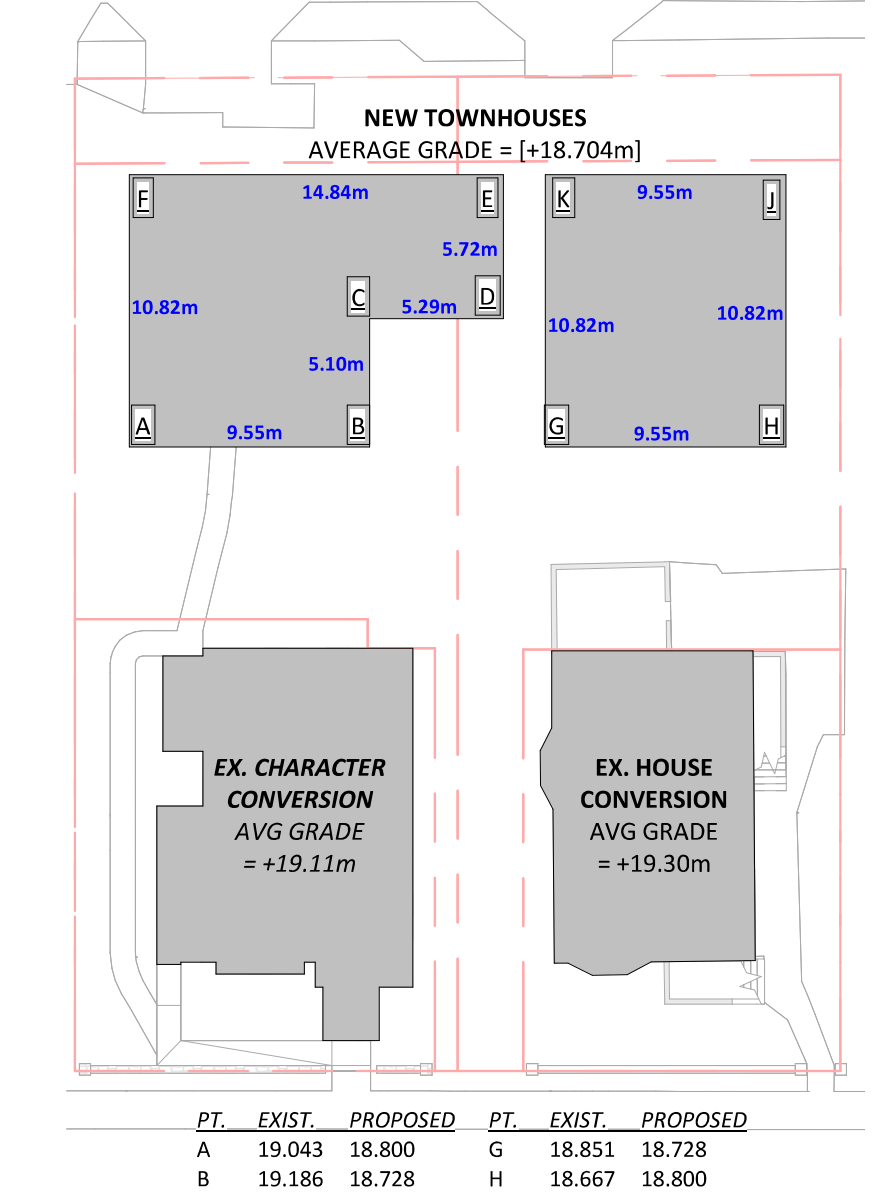 NEW TOWNHOUSES
AVERAGE GRADE = [+18.704m]
F 14.84m E K 9.55m J
5.72m
C 5.29m D
10.82m 10.82m 10.82m
5.10m
A 9.55m B G 9.55m H
EX. CHARACTER
CONVERSION
AVG GRADE
= +19.11m
EX. HOUSE
CONVERSION
AVG GRADE
= +19.30m
PT. EXIST. PROPOSED PT. EXIST. PROPOSED
A 19.043 18.800 G 18.851 18.728
B 19.186 18.728 H 18.667 18.800